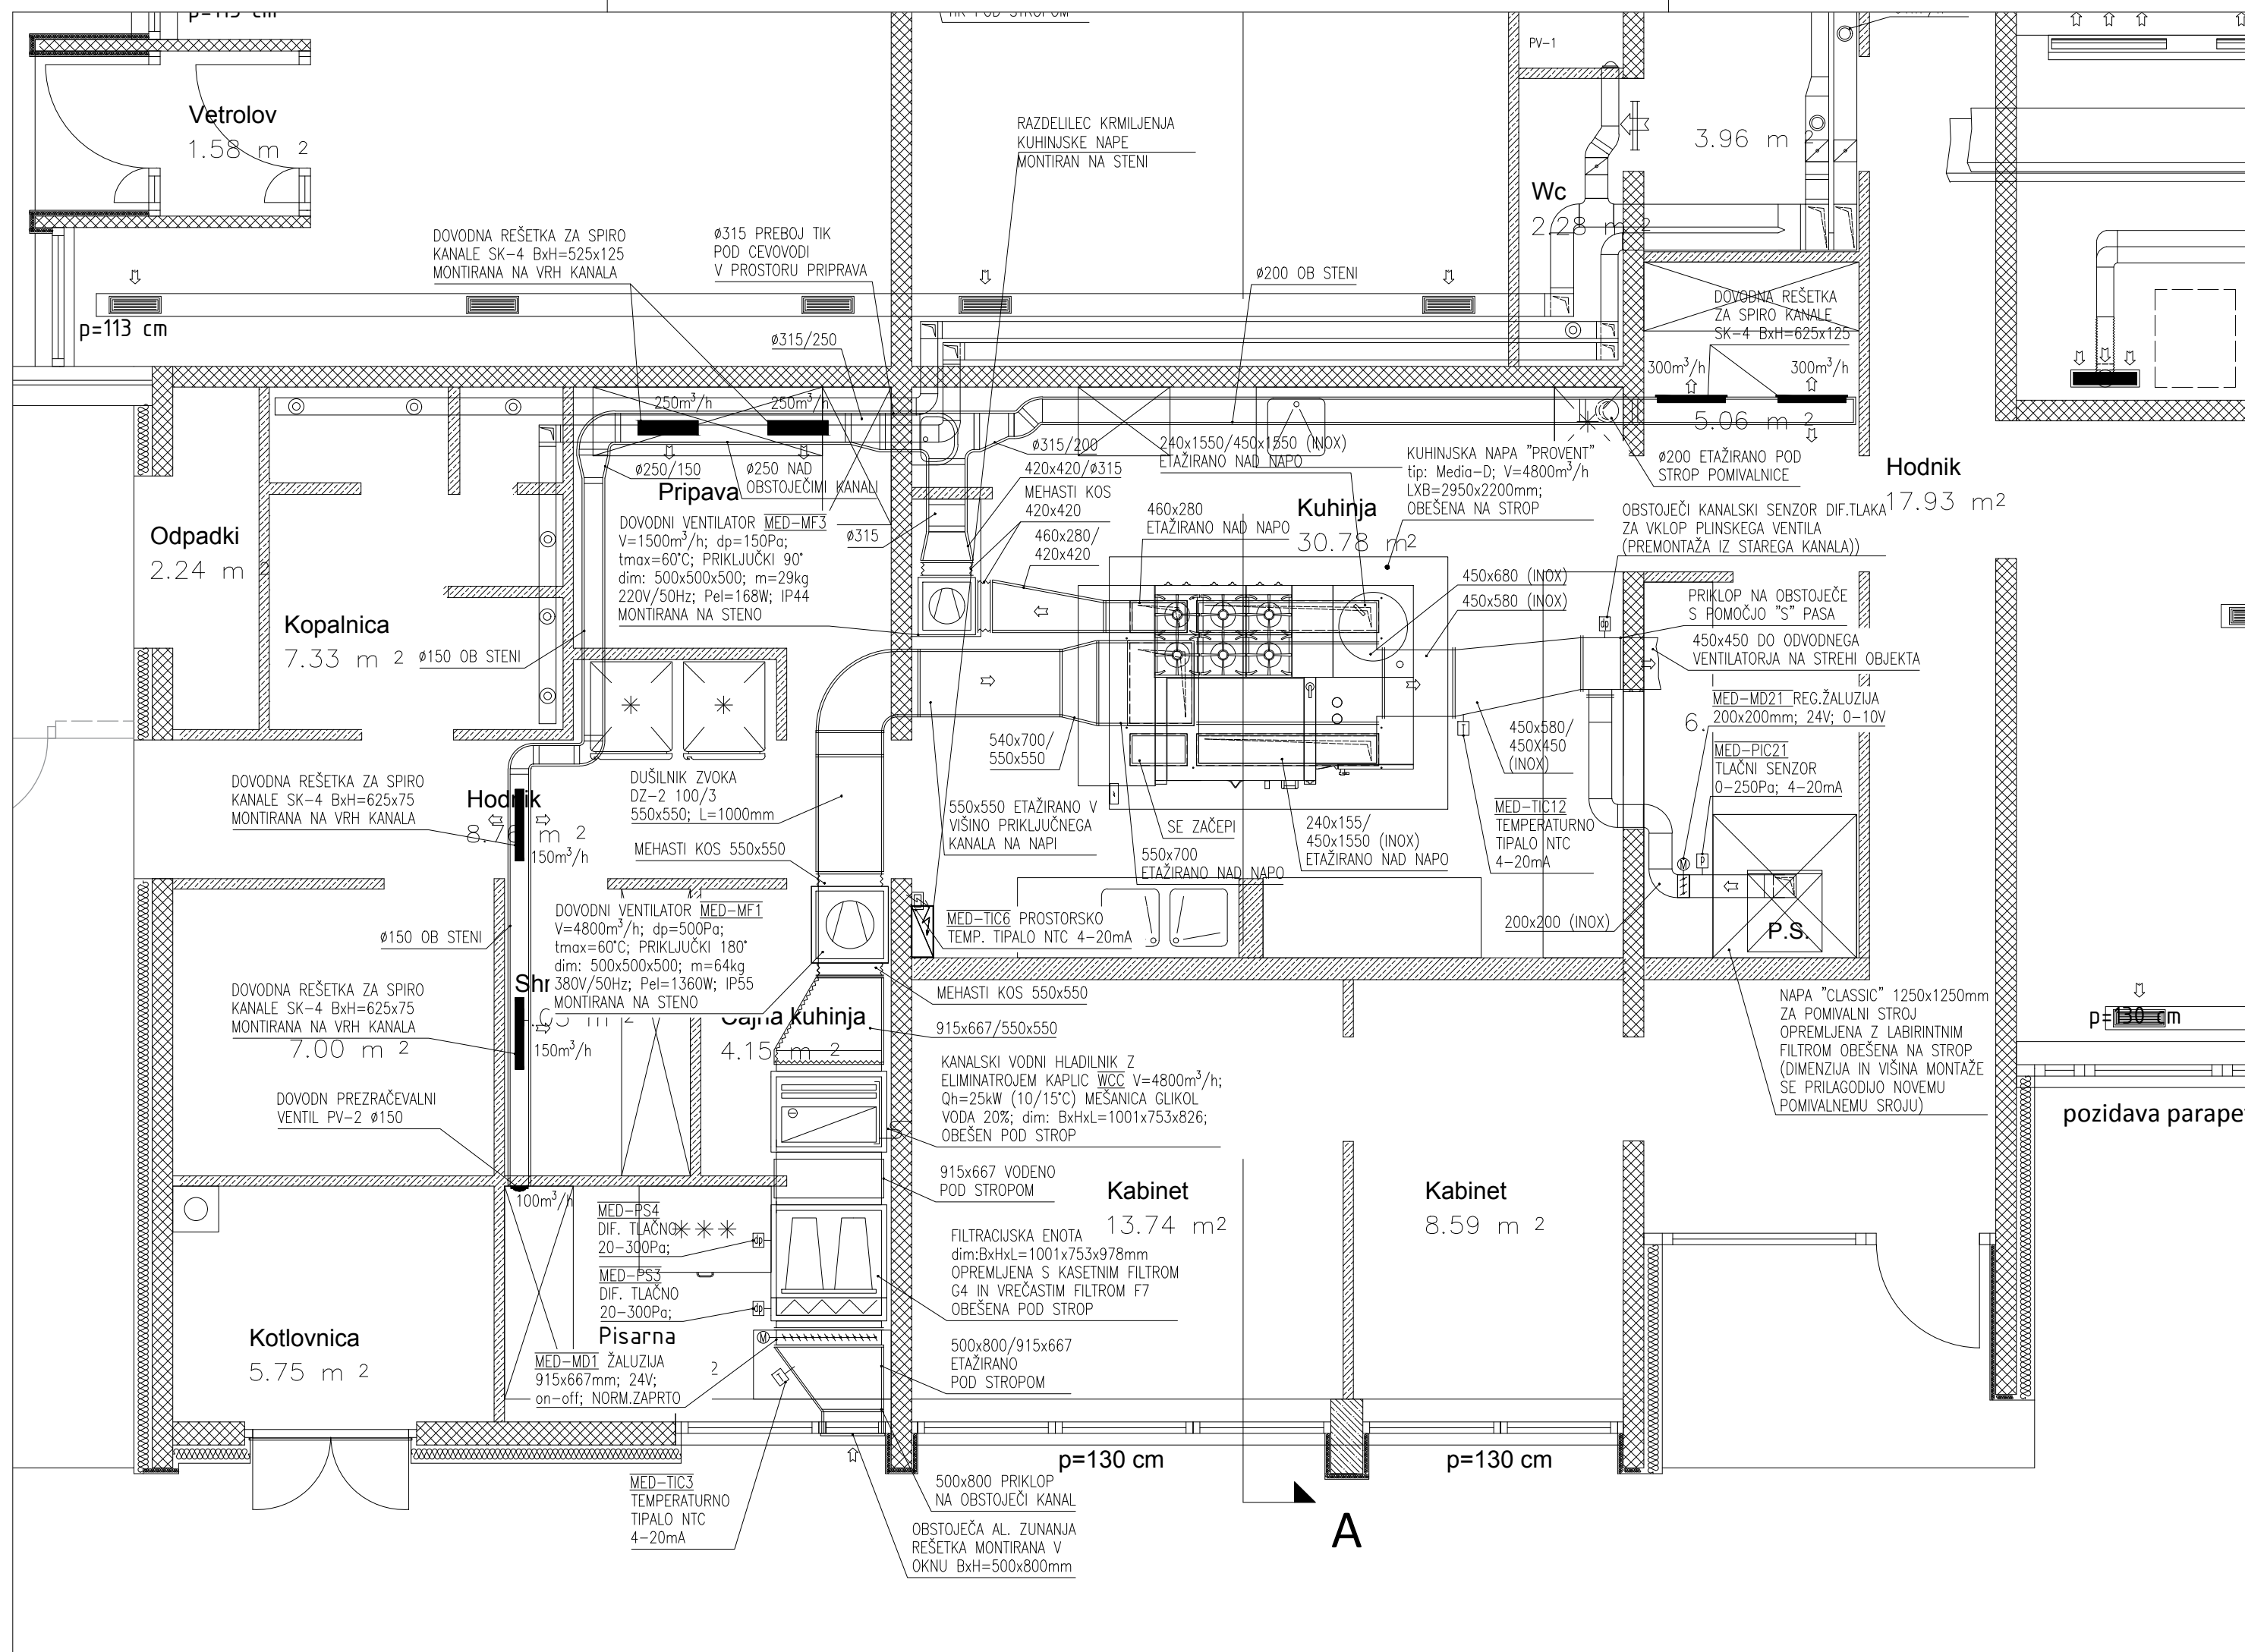 PV-1
Vetrolov
1.58 m 2
RAZDELILEC KRMILJENJA
KUHINJSKE NAPE
MONTIRAN NA STENI
3.96 m 2
Wc
2.28 m 2
DOVODNA REŠETKA ZA SPIRO
KANALE SK-4 BxH=525x125
MONTIRANA NA VRH KANALA
ø315 PREBOJ TIK
POD CEVOVODI
V PROSTORU PRIPRAVA
ø200 OB STENI
p=113 cm
DOVODNA REŠETKA
ZA SPIRO KANALE
SK-4 BxH=625x125
ø315/250
300m³/h
300m³/h
250m³/h
250m³/h
5.06 m 2
ø315/200
240x1550/450x1550 (INOX)
ETAŽIRANO NAD NAPO
KUHINJSKA NAPA "PROVENT"
tip: Media-D; V=4800m³/h
LXB=2950x2200mm;
OBEŠENA NA STROP
ø200 ETAŽIRANO POD
STROP POMIVALNICE
Hodnik
17.93 m2
ø250/150
ø250 NAD
OBSTOJEČIMI KANALI
Pripava
420x420/ø315
MEHASTI KOS
420x420
460x280
ETAŽIRANO NAD NAPO
Kuhinja
30.78 m2
OBSTOJEČI KANALSKI SENZOR DIF.TLAKA
ZA VKLOP PLINSKEGA VENTILA
(PREMONTAŽA IZ STAREGA KANALA))
Odpadki
2.24 m
DOVODNI VENTILATOR MED-MF3
V=1500m³/h; dp=150Pa;
tmax=60°C; PRIKLJUČKI 90°
dim: 500x500x500; m=29kg
220V/50Hz; Pel=168W; IP44
MONTIRANA NA STENO
ø315
460x280/
420x420
450x680 (INOX)
450x580 (INOX)
PRIKLOP NA OBSTOJEČE
S POMOČJO "S" PASA
Kopalnica
7.33 m 2
ø150 OB STENI
450x450 DO ODVODNEGA
VENTILATORJA NA STREHI OBJEKTA
MED-MD21 REG.ŽALUZIJA
200x200mm; 24V; 0-10V
6.
MED-PIC21
TLAČNI SENZOR
0-250Pa; 4-20mA
540x700/
550x550
450x580/
450X450
(INOX)
DOVODNA REŠETKA ZA SPIRO
KANALE SK-4 BxH=625x75
MONTIRANA NA VRH KANALA
Hodnik
8.76 m 2
150m³/h
DUŠILNIK ZVOKA
DZ-2 100/3
550x550; L=1000mm
MEHASTI KOS 550x550
550x550 ETAŽIRANO V
VIŠINO PRIKLJUČNEGA
KANALA NA NAPI
SE ZAČEPI
550x700
ETAŽIRANO NAD NAPO
240x155/
450x1550 (INOX)
ETAŽIRANO NAD NAPO
MED-TIC12
TEMPERATURNO
TIPALO NTC
4-20mA
ø150 OB STENI
DOVODNI VENTILATOR MED-MF1
V=4800m³/h; dp=500Pa;
tmax=60°C; PRIKLJUČKI 180°
dim: 500x500x500; m=64kg
380V/50Hz; Pel=1360W; IP55
MONTIRANA NA STENO
MED-TIC6 PROSTORSKO
TEMP. TIPALO NTC 4-20mA
200x200 (INOX)
P.S.
DOVODNA REŠETKA ZA SPIRO
KANALE SK-4 BxH=625x75
MONTIRANA NA VRH KANALA
7.00 m 2
Shr
150m³/h
MEHASTI KOS 550x550
Čajna kuhinja
4.15 m 2
915x667/550x550
NAPA "CLASSIC" 1250x1250mm
ZA POMIVALNI STROJ
OPREMLJENA Z LABIRINTNIM
FILTROM OBEŠENA NA STROP
(DIMENZIJA IN VIŠINA MONTAŽE
SE PRILAGODIJO NOVEMU
POMIVALNEMU SROJU)
p=130 cm
DOVODN PREZRAČEVALNI
VENTIL PV-2 ø150
KANALSKI VODNI HLADILNIK Z
ELIMINATROJEM KAPLIC WCC V=4800m³/h;
Qh=25kW (10/15°C) MEŠANICA GLIKOL
VODA 20%; dim: BxHxL=1001x753x826;
OBEŠEN POD STROP
915x667 VODENO
POD STROPOM
100m³/h
MED-PS4
DIF. TLAČNO
20-300Pa;
MED-PS3
DIF. TLAČNO
20-300Pa;
Kabinet
13.74 m2
Kabinet
8.59 m 2
FILTRACIJSKA ENOTA
dim:BxHxL=1001x753x978mm
OPREMLJENA S KASETNIM FILTROM
G4 IN VREČASTIM FILTROM F7
OBEŠENA POD STROP
Kotlovnica
5.75 m 2
Pisarna
2
MED-MD1 ŽALUZIJA
915x667mm; 24V;
on-off; NORM.ZAPRTO
500x800/915x667
ETAŽIRANO
POD STROPOM
p=130 cm
p=130 cm
MED-TIC3
TEMPERATURNO
TIPALO NTC
4-20mA
500x800 PRIKLOP
NA OBSTOJEČI KANAL
OBSTOJEČA AL. ZUNANJA
REŠETKA MONTIRANA V
OKNU BxH=500x800mm
A